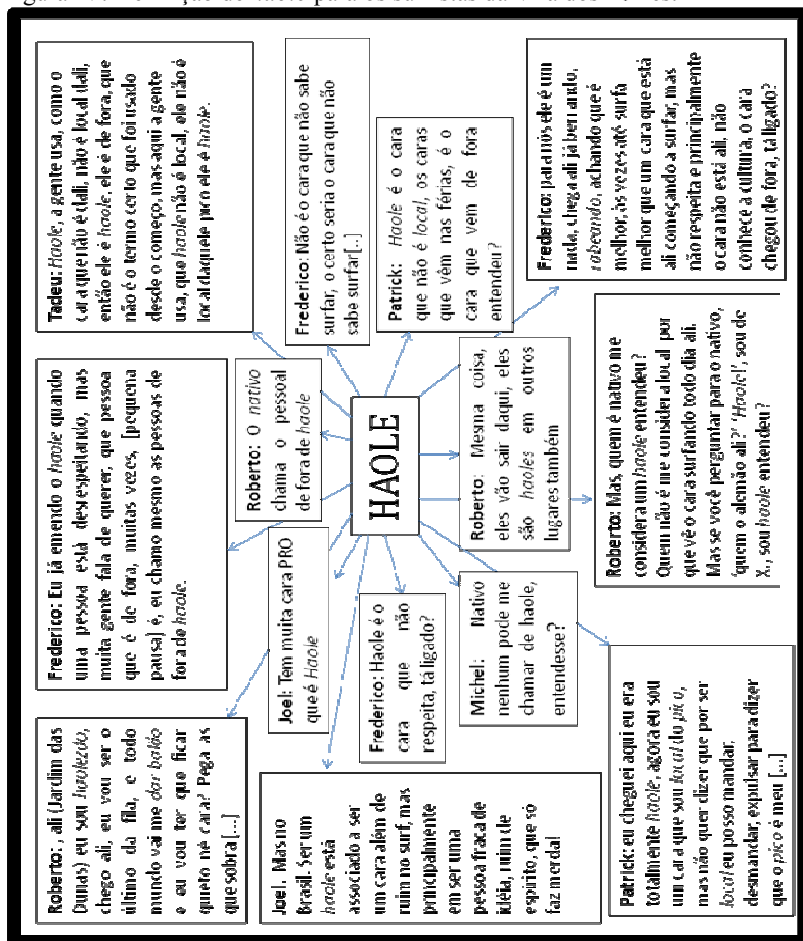 Tadeu: Haole, a gente usa, como o
cara que não é dali, não é local dali,
então ele é haole, ele é de fora, que
não é o termo certo que foi usado
desde o começo, mas aqui a gente
usa, que haole não é local, ele não é
local daquele pico ele é haole.
Frederico: Não é o cara que não sabe
surfar, o certo seria o cara que não
sabe surfar[...]
Patrick: Haole é o cara
que não é local, os caras
que vêm nas férias, é o
cara que vem de fora
entendeu?
Frederico: para nós ele é um
nada, chega ali já berrando,
rabeando, achando que é
melhor, às vezes até surfa
melhor que um cara que está
ali começando a surfar, mas
não respeita e principalmente
o cara não está ali, não
conhece a cultura, o cara
chegou de fora, tá ligado?
Frederico: Eu já emendo o haole quando
uma pessoa está desrespeitando, mas
muita gente fala de querer, que pessoa
que é de fora, muitas vezes, [pequena
pausa] é, eu chamo mesmo as pessoas de
fora de haole.
Roberto: O nativo
chama o pessoal
de fora de haole
HAOLE
Roberto: Mesma coisa,
eles vão sair daqui, eles
são haoles em outros
lugares também
Roberto: Mas, quem é nativo me
considera um haole entendeu?
Quem não é me considera local por
que vê o cara surfando todo dia ali.
Mas se você perguntar para o nativo,
'quem o alemão ali?' 'Haole!', sou de
X., sou haole entendeu?
Roberto: , ali (Jardim das
Dunas) eu sou haolezão,
chego ali, eu vou ser o
último da fila, e todo
mundo vai me dar balão
e eu vou ter que ficar
quieto né cara? Pega as
que sobra [...]
Joel: Tem muita cara PRO
que é Haole
Frederico: Haole é o
cara que não
respeita, tá ligado?
Michel: Nativo
nenhum pode me
chamar de haole,
entendesse?
Joel. Mas no
Brasil. Ser um
haole está
associado a ser
um cara além de
ruim no surf, mas
principalmente
em ser uma
pessoa fraca de
idéia, ruim de
espírito, que só
faz merda!
Patrick: eu cheguei aqui eu era
totalmente haole, agora eu sou
um cara que sou local do pico,
mas não quer dizer que por ser
local eu posso mandar,
desmandar, expulsar para dizer
que o pico é meu [...]